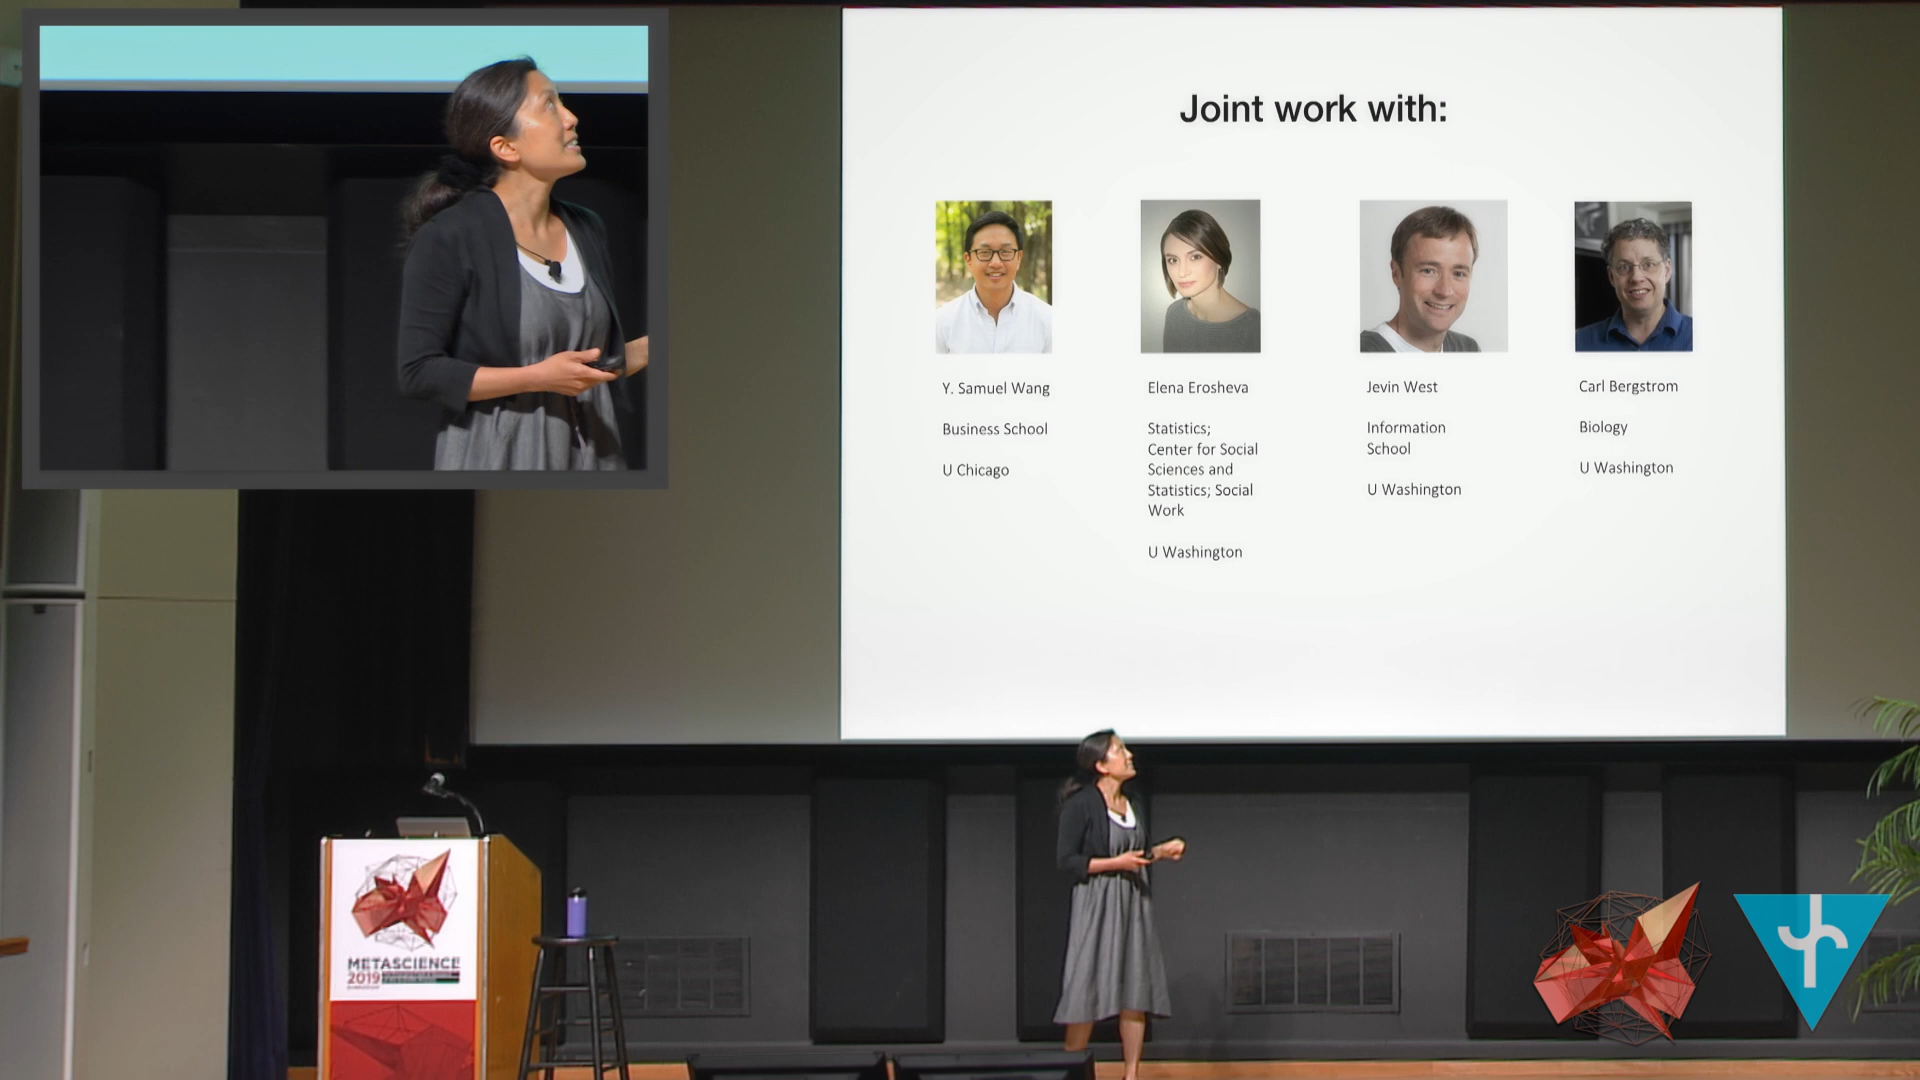 Joint work with:
Y. Samuel Wang
Business School
U Chicago
Elena Erosheva
Statistics;
Center for Social
Sciences and
Statistics; Social
Work
U Washington
Jevin West
Information
School
U Washington
Carl Bergstrom
Biology
U Washington
METASCIENCE
2019